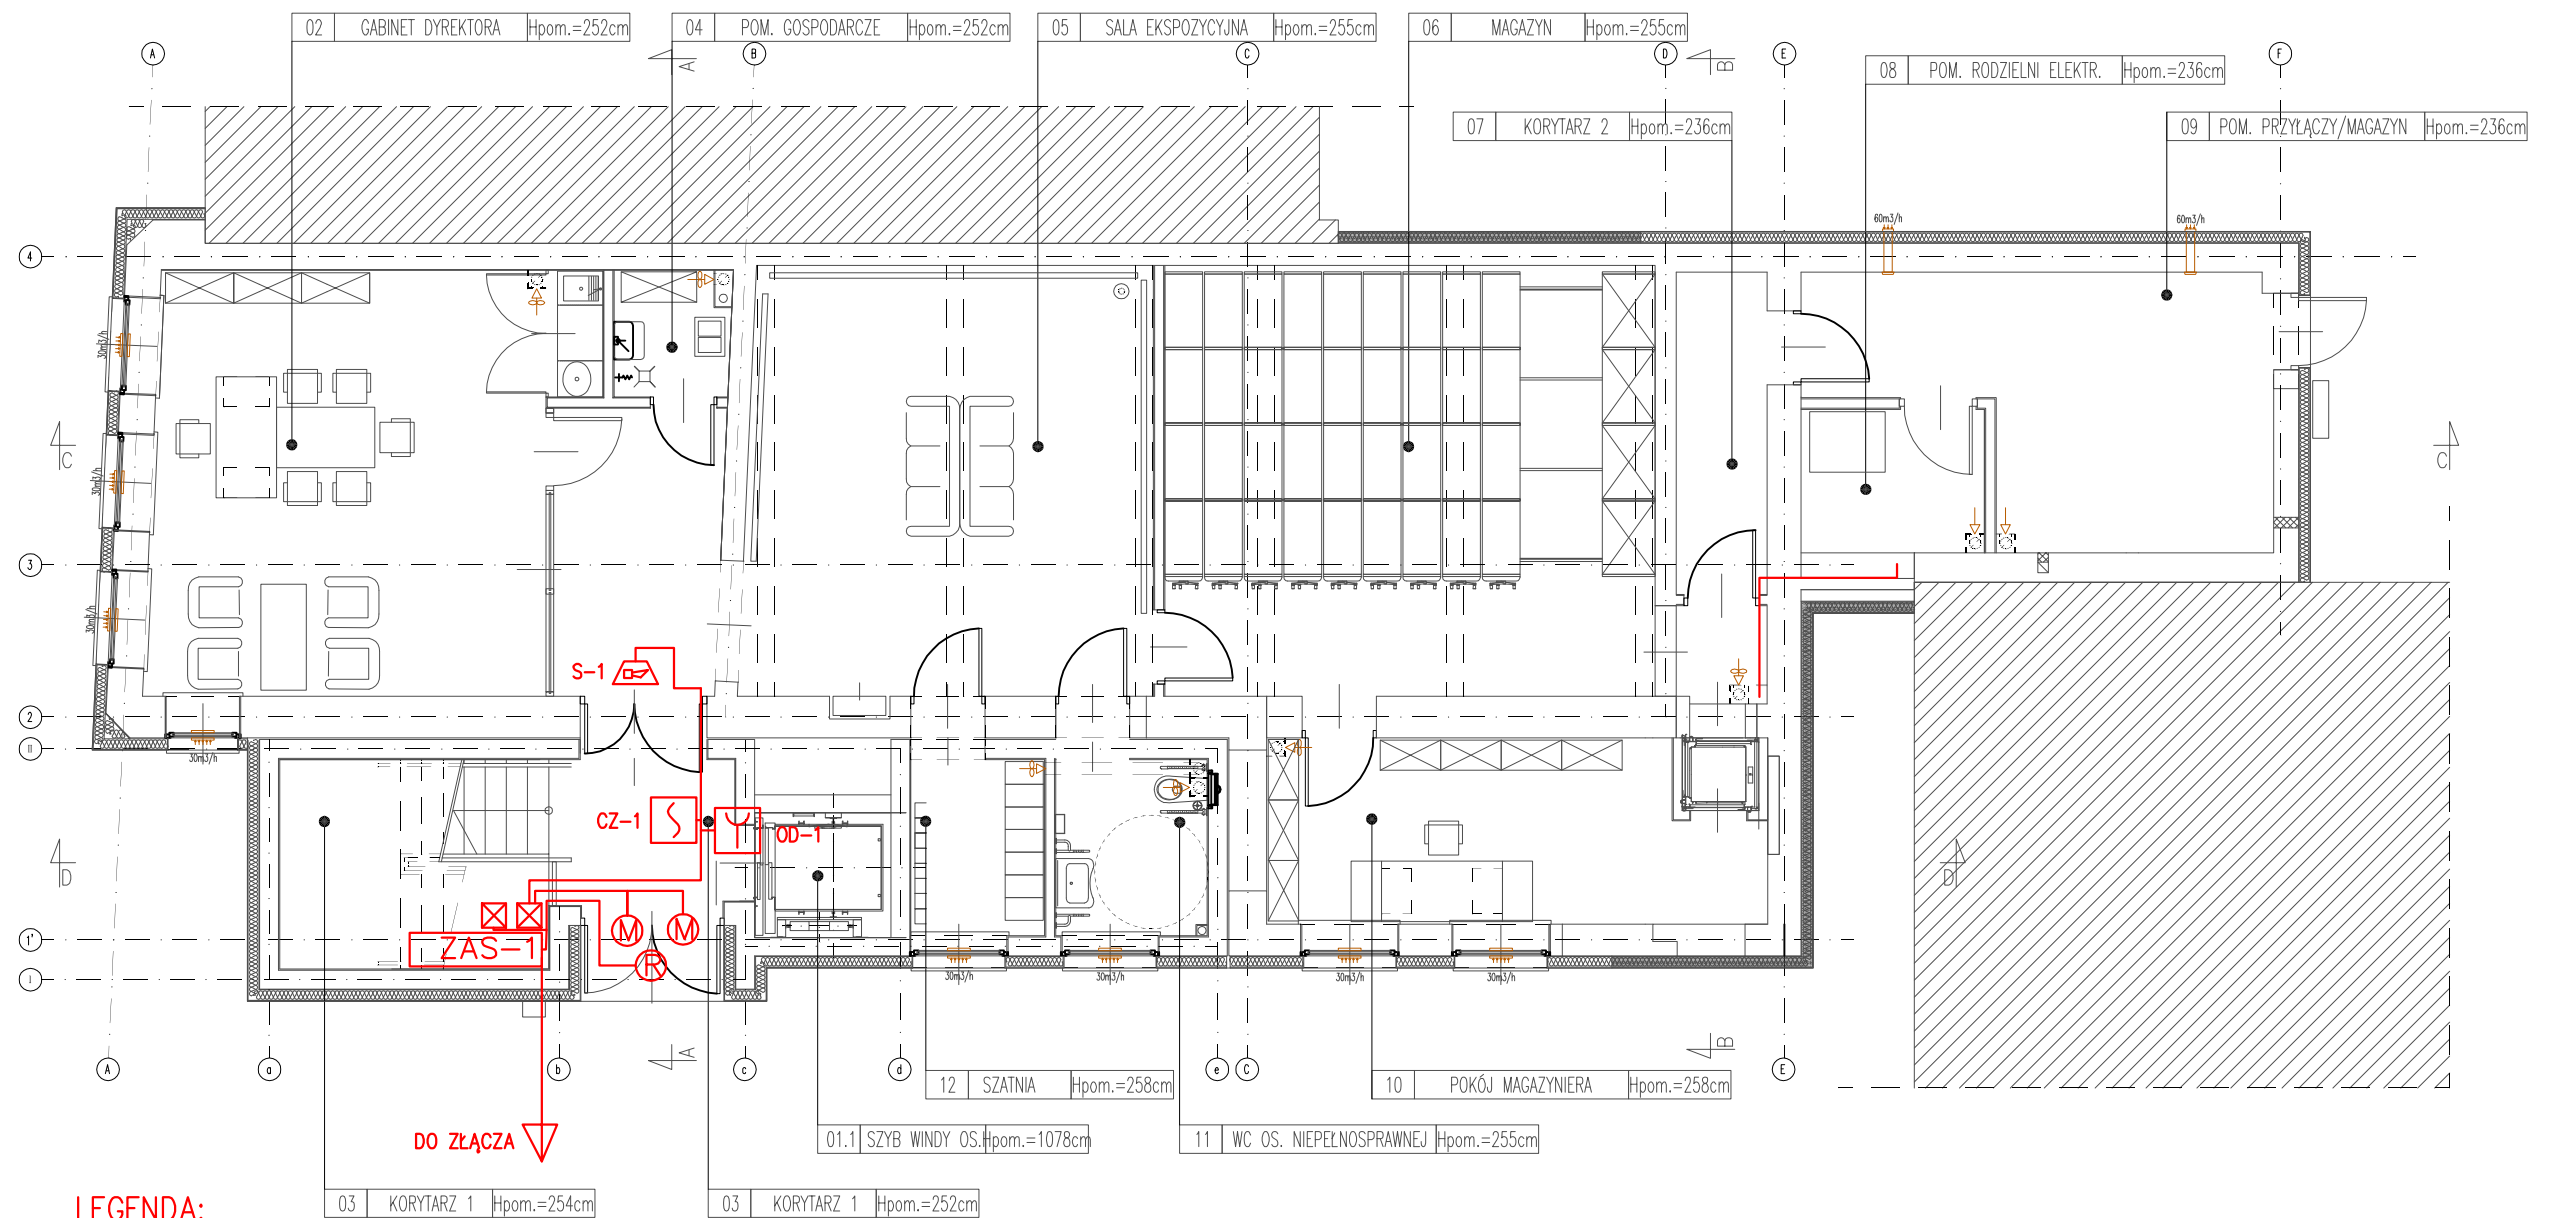 02 GABINET DYREKTORA Hpom.=252cm
04 POM. GOSPODARCZE Hpom.=252cm
05 SALA EKSPOZYCYJNA Hpom.=255cm
06 MAGAZYN Hpom.=255cm
A B C D E F
A B
08 POM. RODZIELNI ELEKTR. Hpom.=236cm
07 KORYTARZ 2 Hpom.=236cm
09 POM. PRZYŁĄCZY/MAGAZYN Hpom.=236cm
60m3/h 60m3/h
4
30m3/h
C C
30m3/h
3
30m3/h
S-1
2
II
30m3/h
CZ-1 OD-1
D D
M M
1'
ZAS-1
R
I
30m3/h 30m3/h 30m3/h 30m3/h
A B
A a b c d e C E
12 SZATNIA Hpom.=258cm
10 POKÓJ MAGAZYNIERA Hpom.=258cm
DO ZŁĄCZA
01.1 SZYB WINDY OS. Hpom.=1078cm
11 WC OS. NIEPEŁNOSPRAWNEJ Hpom.=255cm
LEGENDA:
03 KORYTARZ 1 Hpom.=254cm
03 KORYTARZ 1 Hpom.=252cm